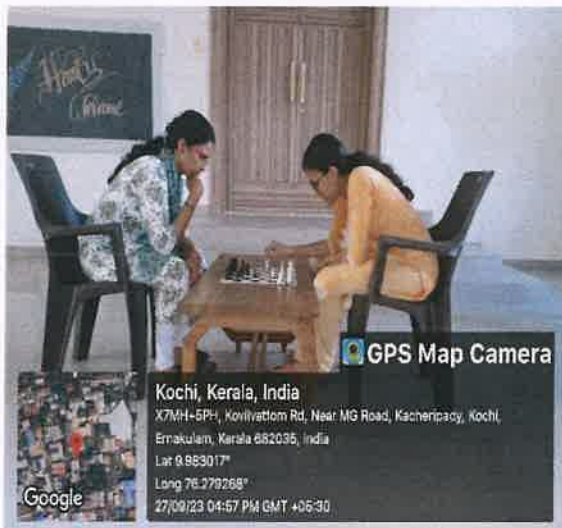 GPS Map Camera
Kochi, Kerala, India
X7MH+5PH, Kovilvattom Rd, Near MG Road, Kacheripady, Kochi,
Ernakulam, Kerala 682035, India
Lat 9.983017°
Long 76.279268°
27/09/23 04:57 PM GMT +05:30
Google